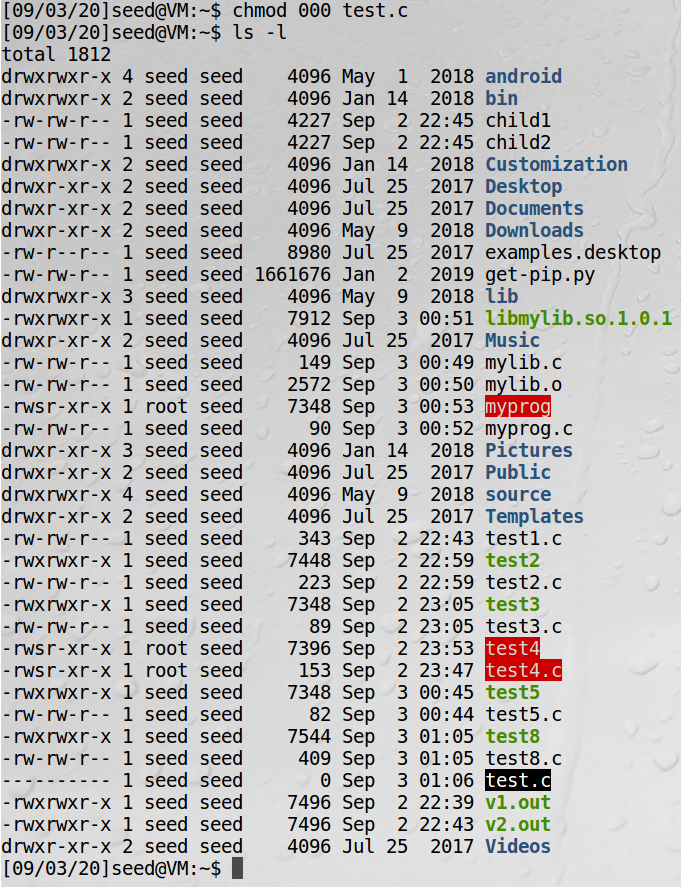 [09/03/20]seed@VM:~$ chmod 000 test.c
[09/03/20]seed@VM:~$ ls -l
total 1812
drwxrwxr-x 4 seed seed    4096 May  1  2018 android
drwxrwxr-x 2 seed seed    4096 Jan 14  2018 bin
-rw-rw-r-- 1 seed seed    4227 Sep  2 22:45 child1
-rw-rw-r-- 1 seed seed    4227 Sep  2 22:45 child2
drwxrwxr-x 2 seed seed    4096 Jan 14  2018 Customization
drwxr-xr-x 2 seed seed    4096 Jul 25  2017 Desktop
drwxr-xr-x 2 seed seed    4096 Jul 25  2017 Documents
drwxr-xr-x 2 seed seed    4096 May  9  2018 Downloads
-rw-r--r-- 1 seed seed    8980 Jul 25  2017 examples.desktop
-rw-rw-r-- 1 seed seed 1661676 Jan  2  2019 get-pip.py
drwxrwxr-x 3 seed seed    4096 May  9  2018 lib
-rwxrwxr-x 1 seed seed    7912 Sep  3 00:51 libmylib.so.1.0.1
drwxr-xr-x 2 seed seed    4096 Jul 25  2017 Music
-rw-rw-r-- 1 seed seed     149 Sep  3 00:49 mylib.c
-rw-rw-r-- 1 seed seed    2572 Sep  3 00:50 mylib.o
-rwsr-xr-x 1 root seed    7348 Sep  3 00:53 myprog
-rw-rw-r-- 1 seed seed      90 Sep  3 00:52 myprog.c
drwxr-xr-x 3 seed seed    4096 Jan 14  2018 Pictures
drwxr-xr-x 2 seed seed    4096 Jul 25  2017 Public
drwxrwxr-x 4 seed seed    4096 May  9  2018 source
drwxr-xr-x 2 seed seed    4096 Jul 25  2017 Templates
-rw-rw-r-- 1 seed seed     343 Sep  2 22:43 test1.c
-rwxrwxr-x 1 seed seed    7448 Sep  2 22:59 test2
-rw-rw-r-- 1 seed seed     223 Sep  2 22:59 test2.c
-rwxrwxr-x 1 seed seed    7348 Sep  2 23:05 test3
-rw-rw-r-- 1 seed seed      89 Sep  2 23:05 test3.c
-rwsr-xr-x 1 root seed    7396 Sep  2 23:53 test4
-rwsr-xr-x 1 root seed     153 Sep  2 23:47 test4.c
-rwxrwxr-x 1 seed seed    7348 Sep  3 00:45 test5
-rw-rw-r-- 1 seed seed      82 Sep  3 00:44 test5.c
-rwxrwxr-x 1 seed seed    7544 Sep  3 01:05 test8
-rw-rw-r-- 1 seed seed     409 Sep  3 01:05 test8.c
---------- 1 seed seed       0 Sep  3 01:06 test.c
-rwxrwxr-x 1 seed seed    7496 Sep  2 22:39 v1.out
-rwxrwxr-x 1 seed seed    7496 Sep  2 22:43 v2.out
drwxr-xr-x 2 seed seed    4096 Jul 25  2017 Videos
[09/03/20]seed@VM:~$